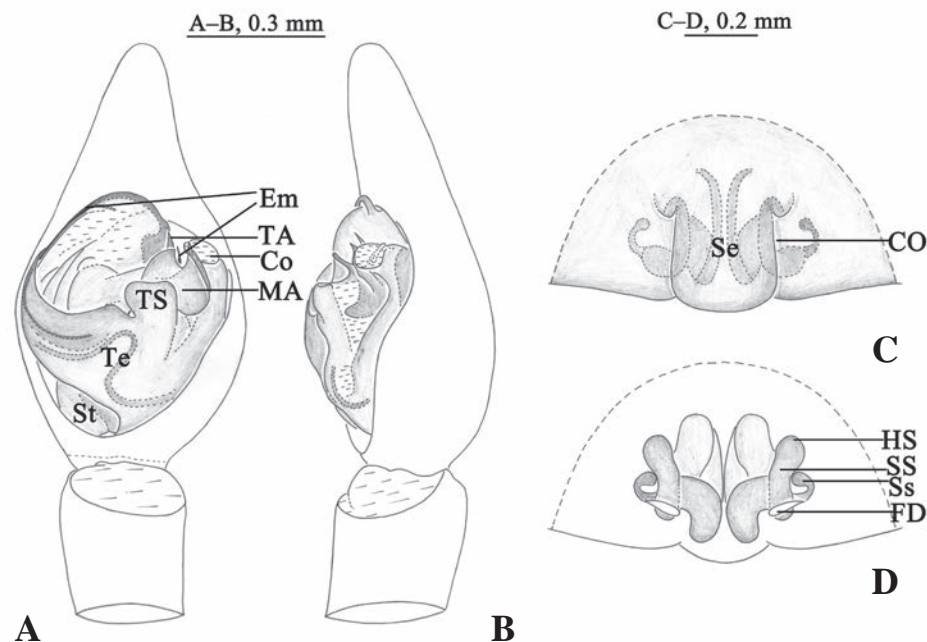 A–B, 0.3 mm
C–D, 0.2 mm
Em
TA
Co
MA
TS
Te
St
Se
CO
C
HS
SS
Ss
FD
D
A
B